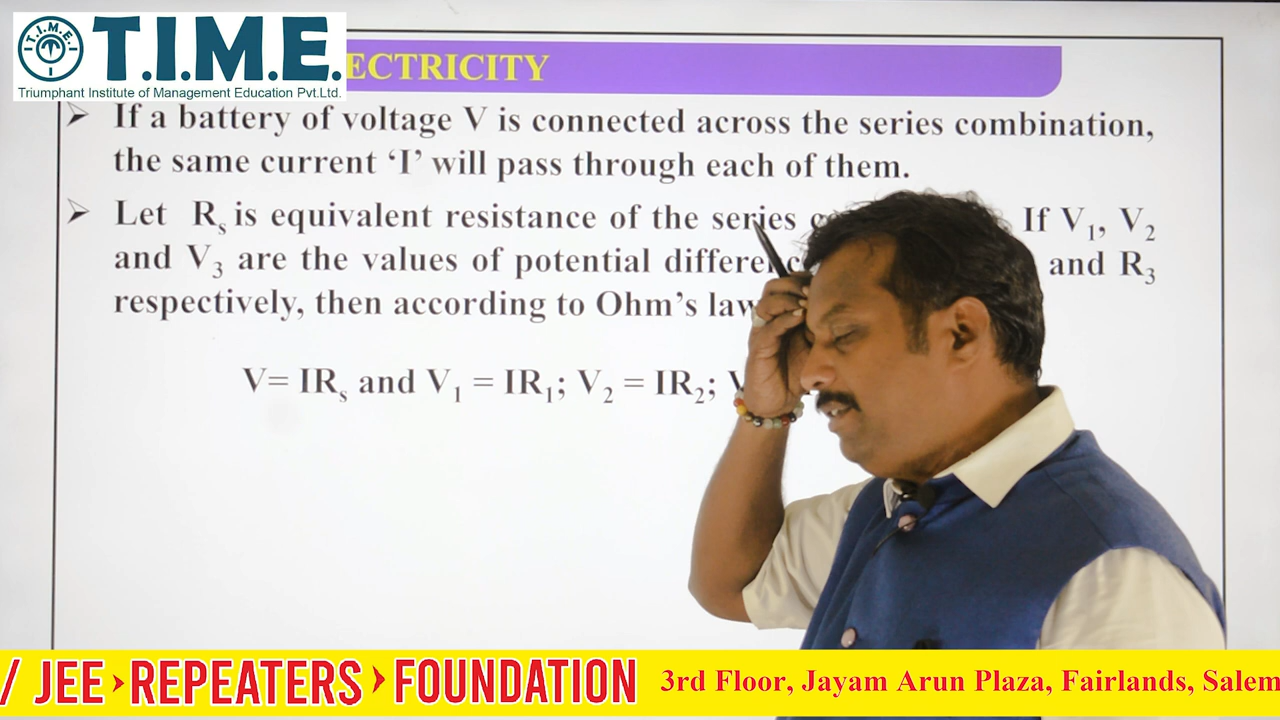 T.I.M.E.
T.I.M.E.
Triumphant Institute of Management Education Pvt.Ltd.
ECTRICITY
➤ If a battery of voltage V is connected across the series combination,
the same current ‘I’ will pass through each of them.
➤ Let Rs is equivalent resistance of the series If V1, V2
and V3 are the values of potential and R3
respectively, then according to Ohm’s law
V= IRs and V1 = IR1; V2 = IR2; V
/ JEE > REPEATERS > FOUNDATION 3rd Floor, Jayam Arun Plaza, Fairlands, Salem